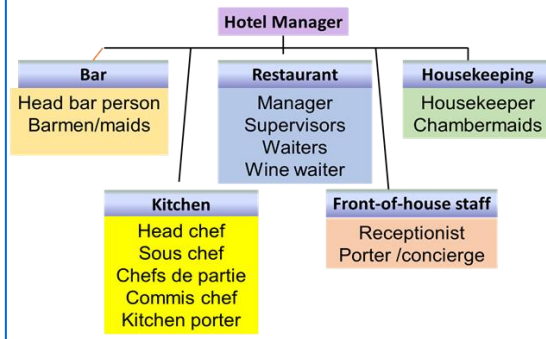 Hotel Manager
Bar
Head bar person
Barmen/maids
Restaurant
Manager
Supervisors
Waiters
Wine waiter
Housekeeping
Housekeeper
Chambermaids
Kitchen
Head chef
Sous chef
Chefs de partie
Commis chef
Kitchen porter
Front-of-house staff
Receptionist
Porter /concierge